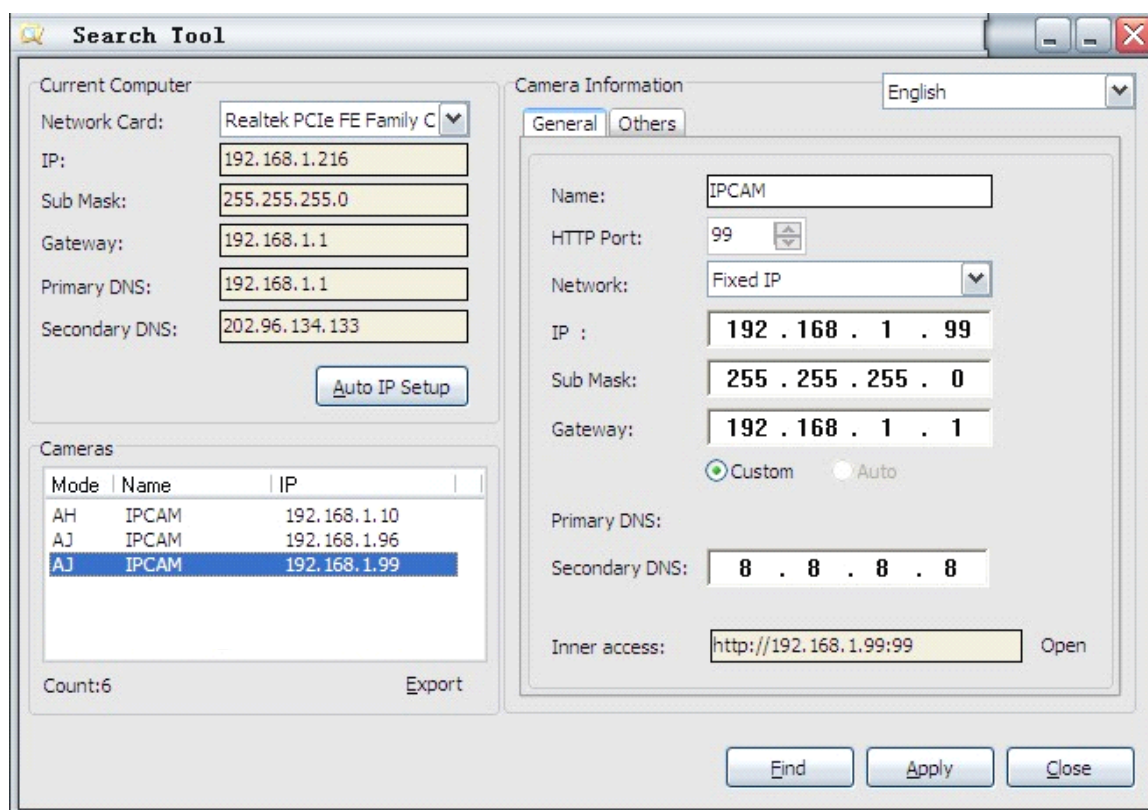 Search Tool
Current Computer
Network Card: Realtek PCIe FE Family C
IP: 192.168.1.216
Sub Mask: 255.255.255.0
Gateway: 192.168.1.1
Primary DNS: 192.168.1.1
Secondary DNS: 202.96.134.133
Auto IP Setup
Cameras
Mode Name IP
AH IPCAM 192.168.1.10
AJ IPCAM 192.168.1.96
AJ IPCAM 192.168.1.99
Count:6 Export
Camera Information
English
General Others
Name: IPCAM
HTTP Port: 99
Network: Fixed IP
IP : 192 . 168 . 1 . 99
Sub Mask: 255 . 255 . 255 . 0
Gateway: 192 . 168 . 1 . 1
Custom Auto
Primary DNS:
Secondary DNS: 8 . 8 . 8 . 8
Inner access: http://192.168.1.99:99 Open
Find Apply Close